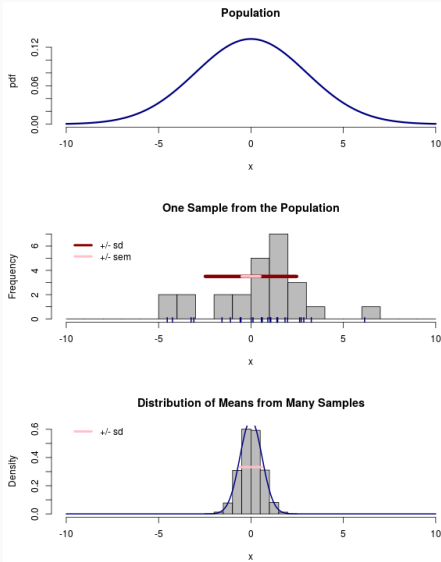 Population
pdf
0.00 0.06 0.12
-10 -5 0 5 10
x
One Sample from the Population
+/- sd
+/- sem
Frequency
0 2 4 6
-10 -5 0 5 10
x
Distribution of Means from Many Samples
+/- sd
Density
0.0 0.2 0.4 0.6
-10 -5 0 5 10
x